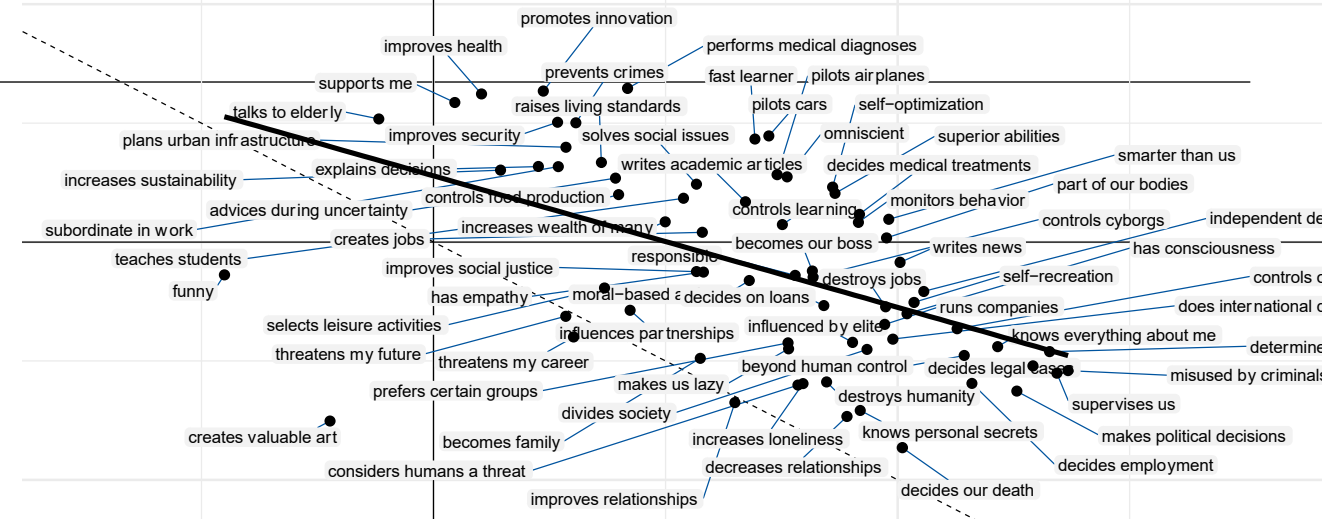 promotes innovation
improves health
performs medical diagnoses
prevents crimes
fast learner
pilots airplanes
supports me
raises living standards
pilots cars
self-optimization
talks to elderly
plans urban infrastructure
improves security
solves social issues
omniscient
superior abilities
smarter than us
increases sustainability
explains decisions
writes academic articles
decides medical treatments
part of our bodies
controls food production
monitors behavior
advices during uncertainty
controls learning
controls cyborgs
independent de
subordinate in work
creates jobs
increases wealth of many
becomes our boss
writes news
has consciousness
teaches students
responsible
improves social justice
destroys jobs
self-recreation
controls c
funny
has empathy
moral-based a
decides on loans
runs companies
does international c
selects leisure activities
influences partnerships
influenced by elite
knows everything about me
determine
threatens my future
threatens my career
beyond human control
decides legal cases
misused by criminals
prefers certain groups
makes us lazy
destroys humanity
supervises us
divides society
creates valuable art
becomes family
increases loneliness
knows personal secrets
makes political decisions
considers humans a threat
decreases relationships
decides employment
improves relationships
decides our death